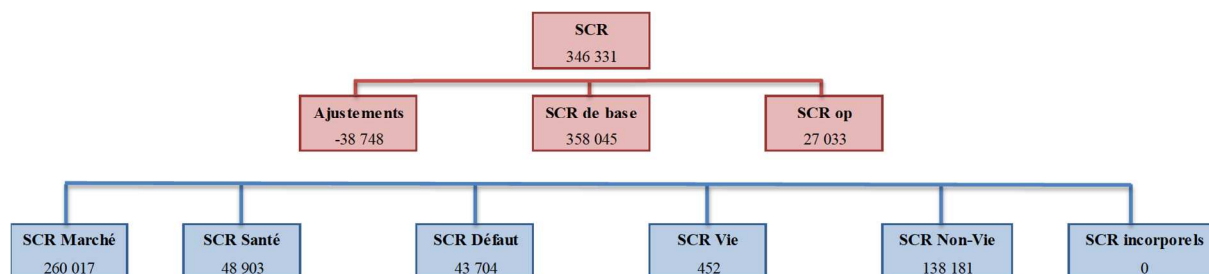 SCR
346 331
Ajustements
-38 748
SCR de base
358 045
SCR op
27 033
SCR Marché
260 017
SCR Santé
48 903
SCR Défaut
43 704
SCR Vie
452
SCR Non-Vie
138 181
SCR incorporels
0